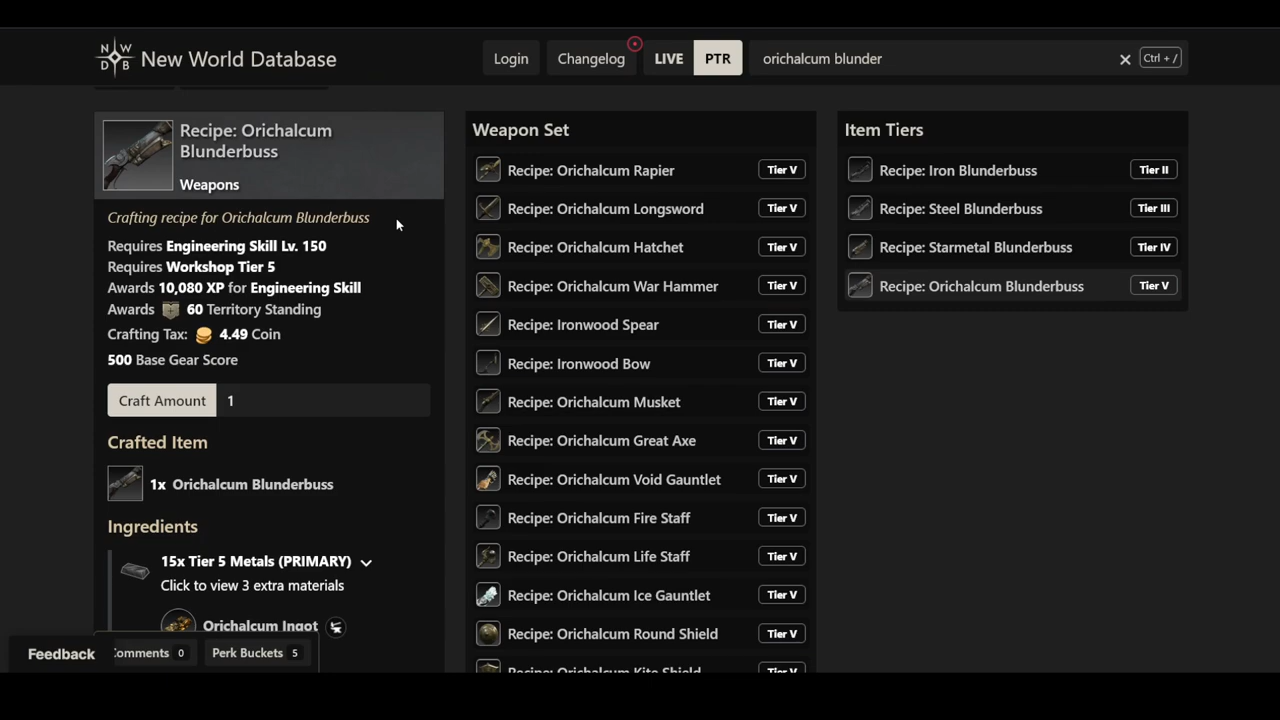 N W D B New World Database
Login
Changelog
LIVE
PTR
orichalcum blunder
Ctrl + /
Recipe: Orichalcum
Blunderbuss
Weapons
Crafting recipe for Orichalcum Blunderbuss
Requires Engineering Skill Lv. 150
Requires Workshop Tier 5
Awards 10,080 XP for Engineering Skill
Awards 60 Territory Standing
Crafting Tax: 4.49 Coin
500 Base Gear Score
Craft Amount 1
Crafted Item
1x Orichalcum Blunderbuss
Ingredients
15x Tier 5 Metals (PRIMARY)
Click to view 3 extra materials
Orichalcum Ingot
Feedback
Comments 0
Perk Buckets 5
Weapon Set
Recipe: Orichalcum Rapier Tier V
Recipe: Orichalcum Longsword Tier V
Recipe: Orichalcum Hatchet Tier V
Recipe: Orichalcum War Hammer Tier V
Recipe: Ironwood Spear Tier V
Recipe: Ironwood Bow Tier V
Recipe: Orichalcum Musket Tier V
Recipe: Orichalcum Great Axe Tier V
Recipe: Orichalcum Void Gauntlet Tier V
Recipe: Orichalcum Fire Staff Tier V
Recipe: Orichalcum Life Staff Tier V
Recipe: Orichalcum Ice Gauntlet Tier V
Recipe: Orichalcum Round Shield Tier V
Recipe: Orichalcum Kite Shield Tier V
Item Tiers
Recipe: Iron Blunderbuss Tier II
Recipe: Steel Blunderbuss Tier III
Recipe: Starmetal Blunderbuss Tier IV
Recipe: Orichalcum Blunderbuss Tier V